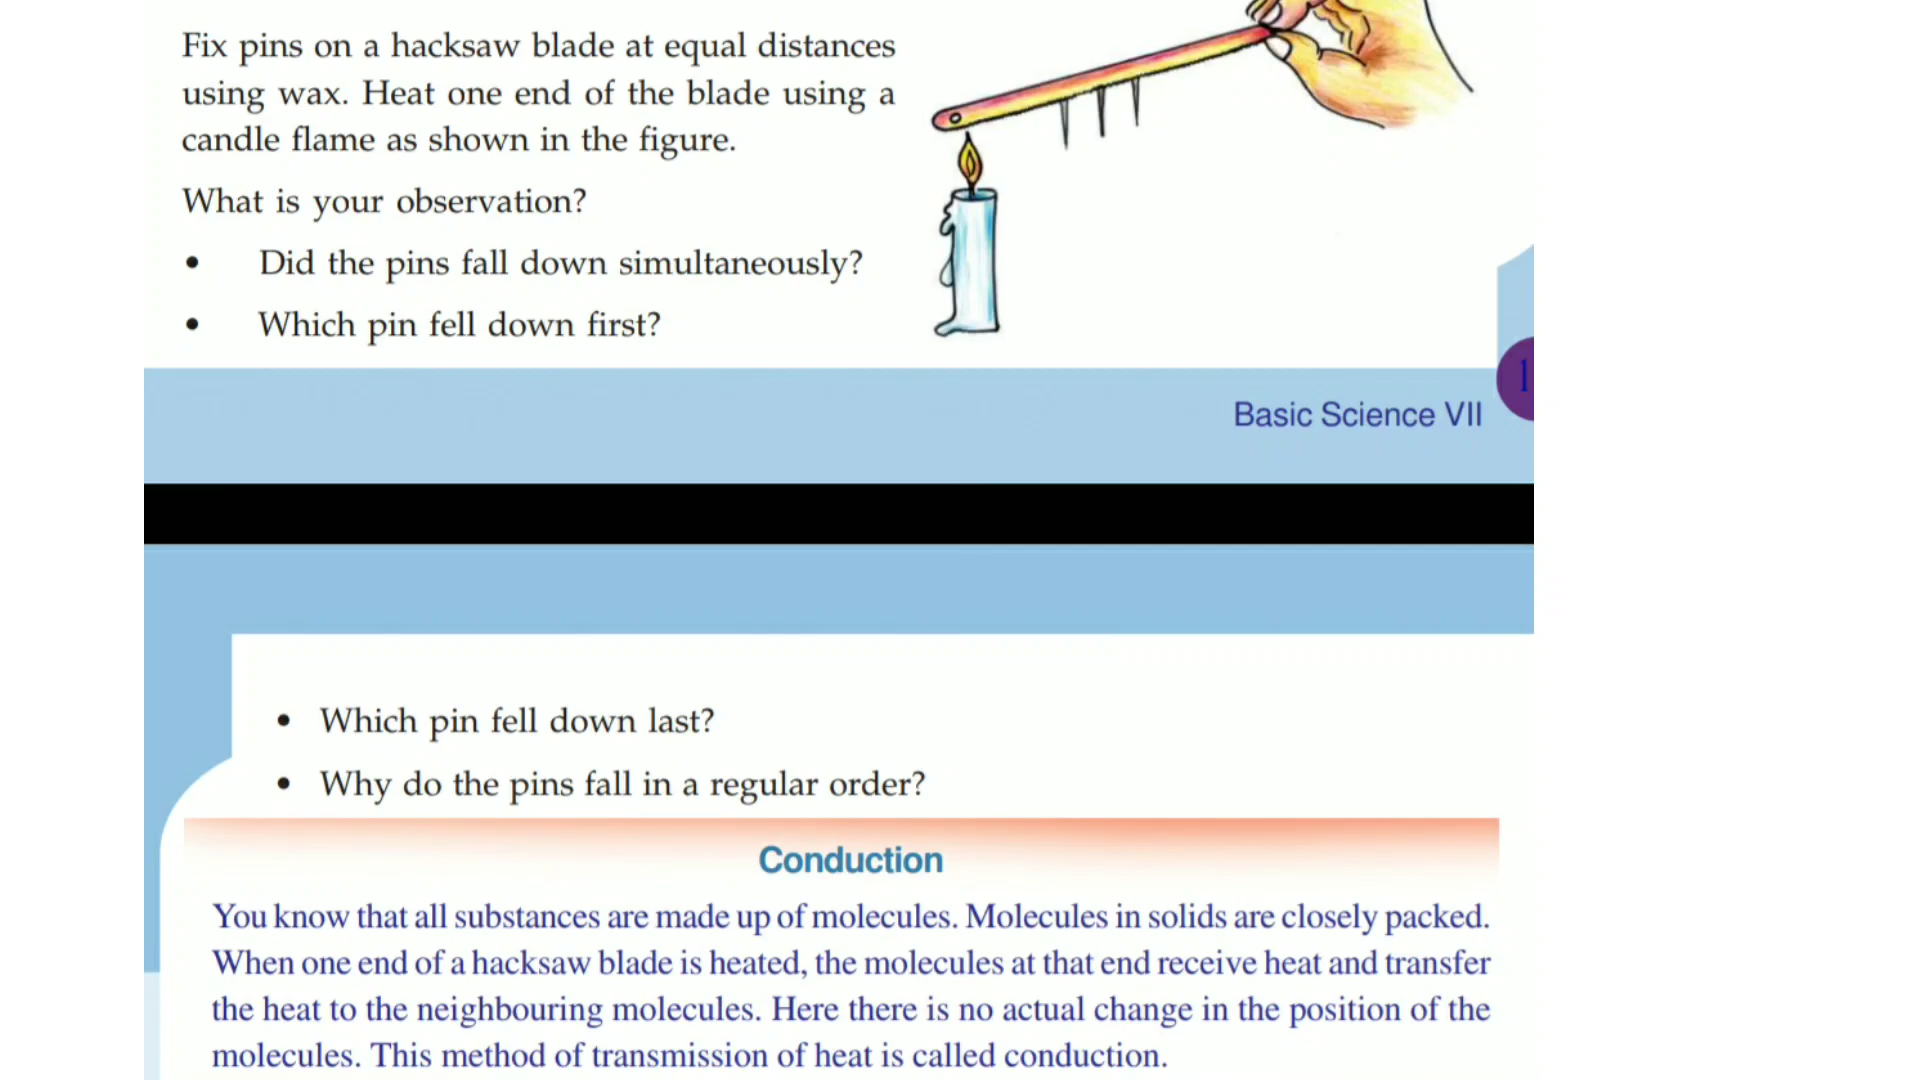 Fix pins on a hacksaw blade at equal distances
using wax. Heat one end of the blade using a
candle flame as shown in the figure.
What is your observation?
• Did the pins fall down simultaneously?
• Which pin fell down first?
Basic Science VII
• Which pin fell down last?
• Why do the pins fall in a regular order?
Conduction
You know that all substances are made up of molecules. Molecules in solids are closely packed.
When one end of a hacksaw blade is heated, the molecules at that end receive heat and transfer
the heat to the neighbouring molecules. Here there is no actual change in the position of the
molecules. This method of transmission of heat is called conduction.